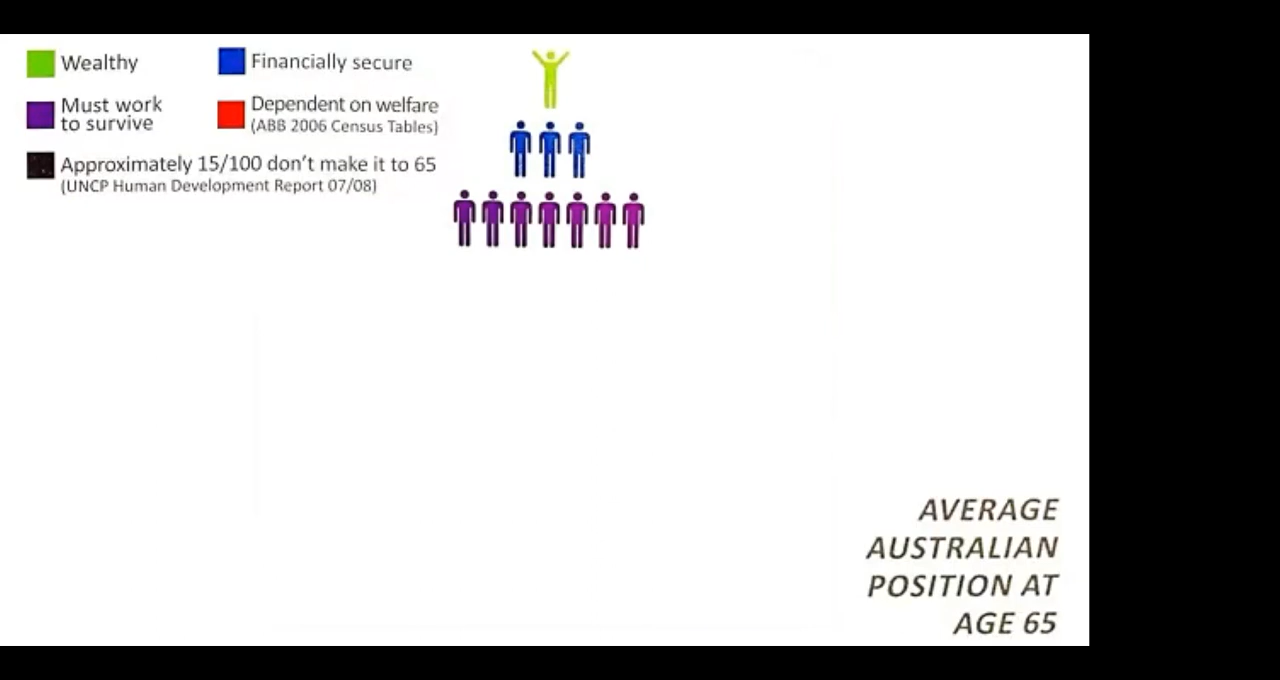 Wealthy
Financially secure
Must work
to survive
Dependent on welfare
(ABB 2006 Census Tables)
Approximately 15/100 don't make it to 65
(UNCP Human Development Report 07/08)
AVERAGE
AUSTRALIAN
POSITION AT
AGE 65